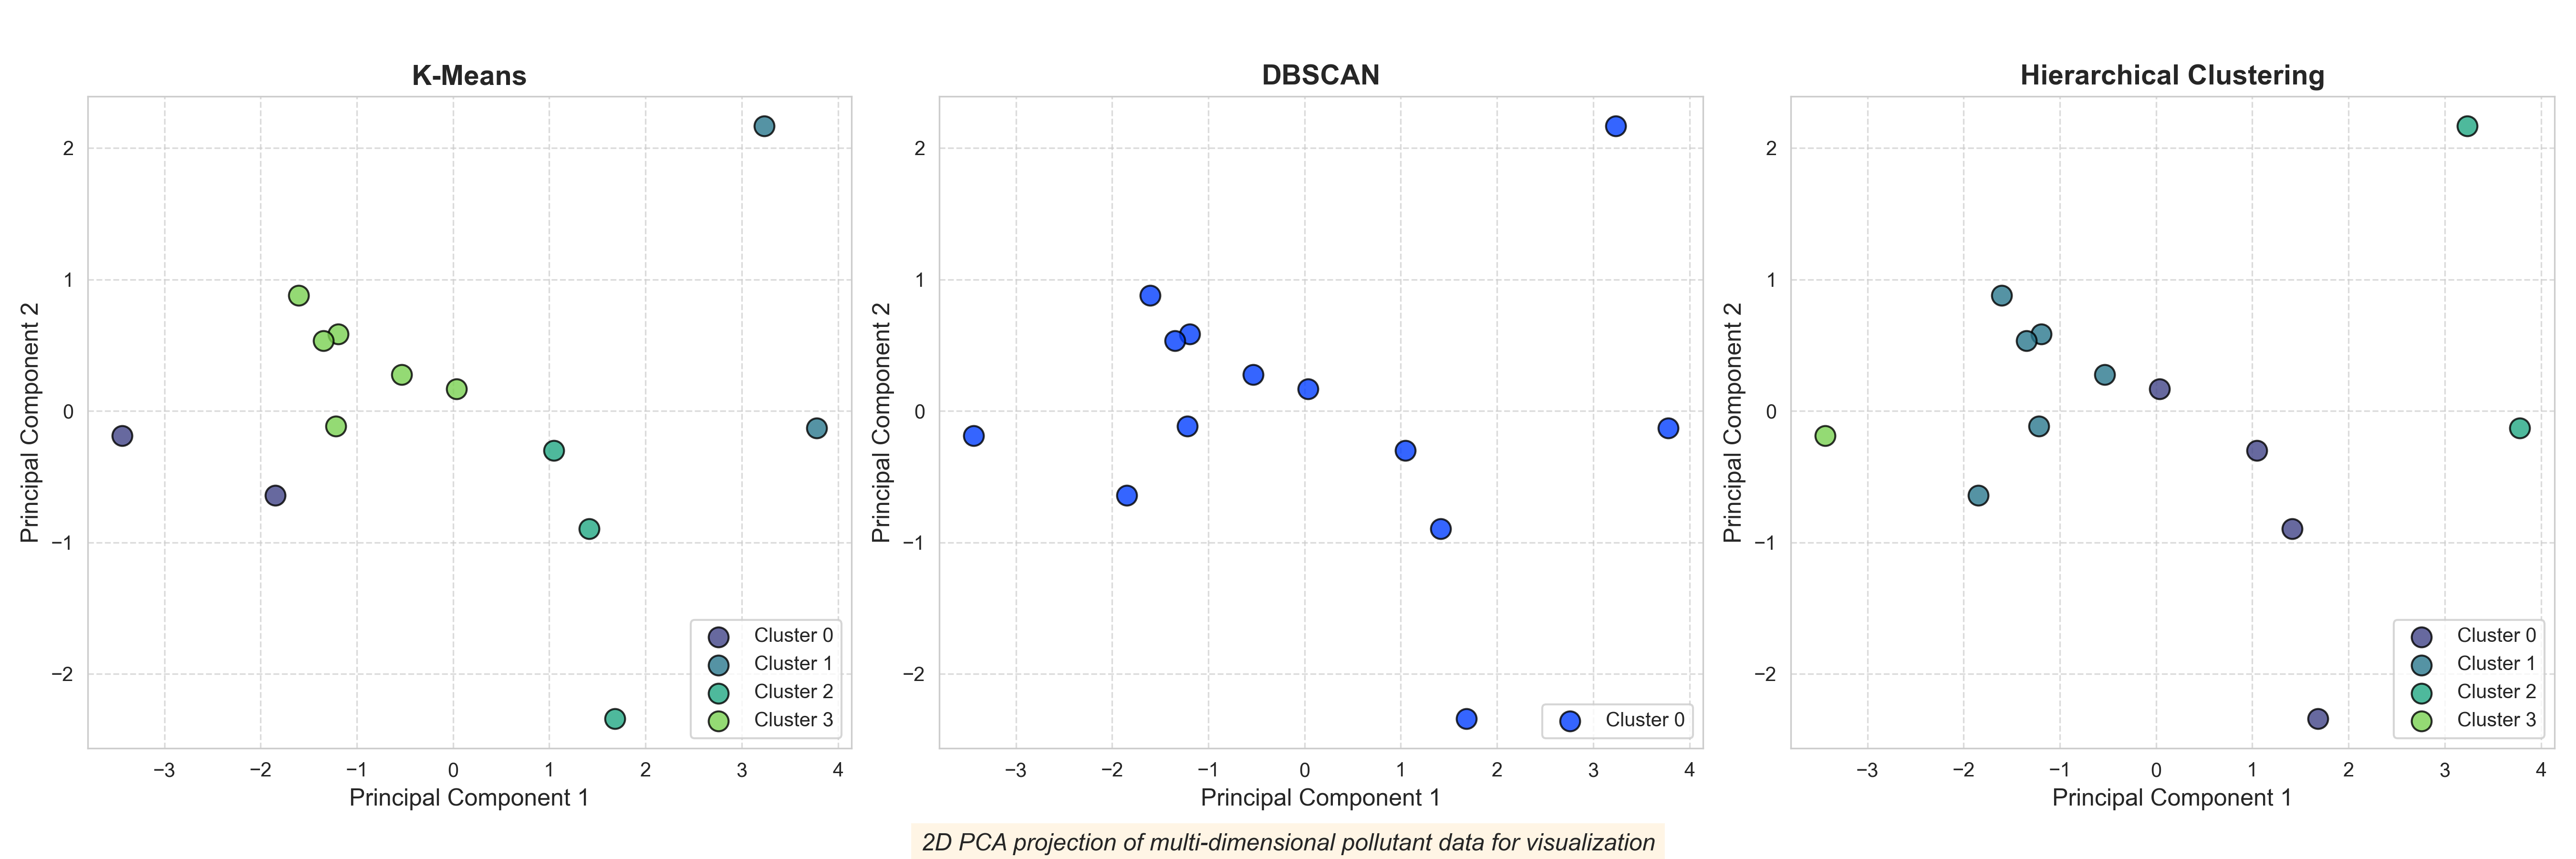 K-Means
2
1
0
−1
−2
−3
−2
−1
0
1
2
3
4
Principal Component 2
Principal Component 1
Cluster 0
Cluster 1
Cluster 2
Cluster 3
DBSCAN
2
1
0
−1
−2
−3
−2
−1
0
1
2
3
4
Principal Component 2
Principal Component 1
Cluster 0
Hierarchical Clustering
2
1
0
−1
−2
−3
−2
−1
0
1
2
3
4
Principal Component 2
Principal Component 1
Cluster 0
Cluster 1
Cluster 2
Cluster 3
2D PCA projection of multi-dimensional pollutant data for visualization